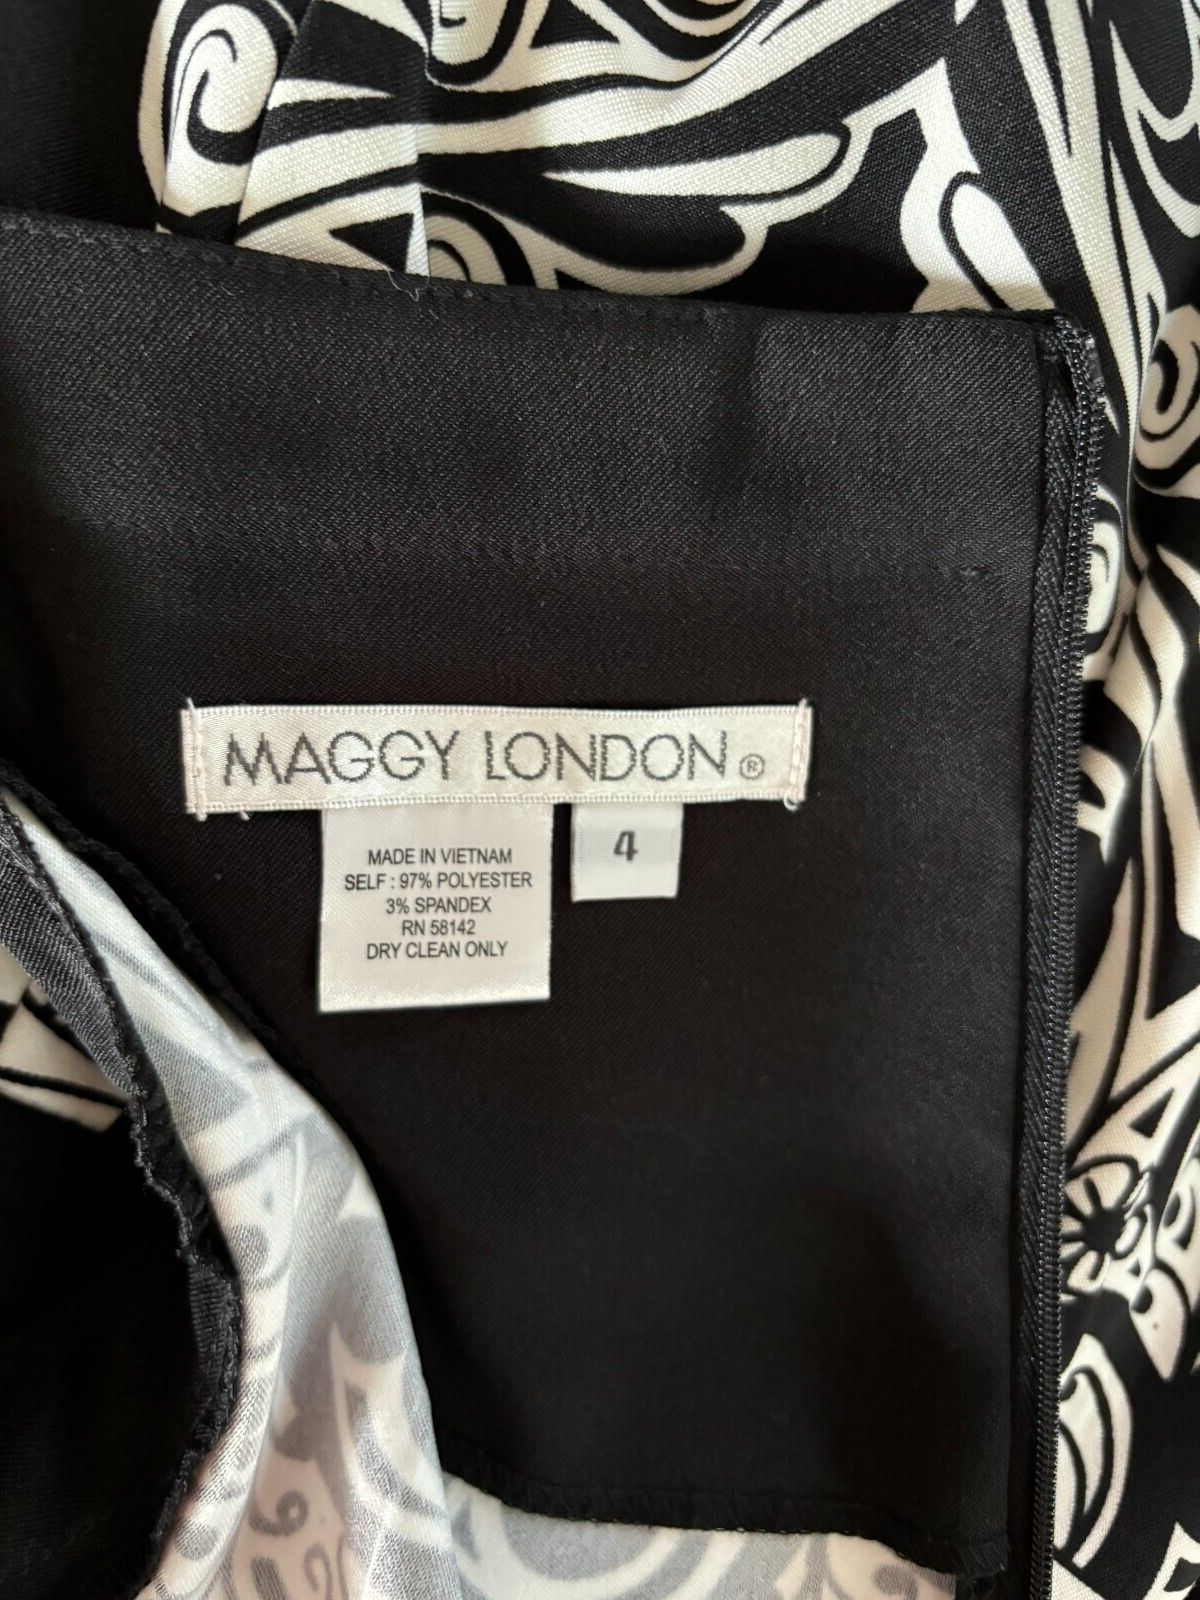 MAGGY LONDON ®
4
MADE IN VIETNAM
SELF : 97% POLYESTER
3% SPANDEX
RN 58142
DRY CLEAN ONLY